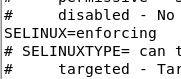 #     disabled - No
SELINUX=enforcing
# SELINUXTYPE= can t
#     targeted - Tar